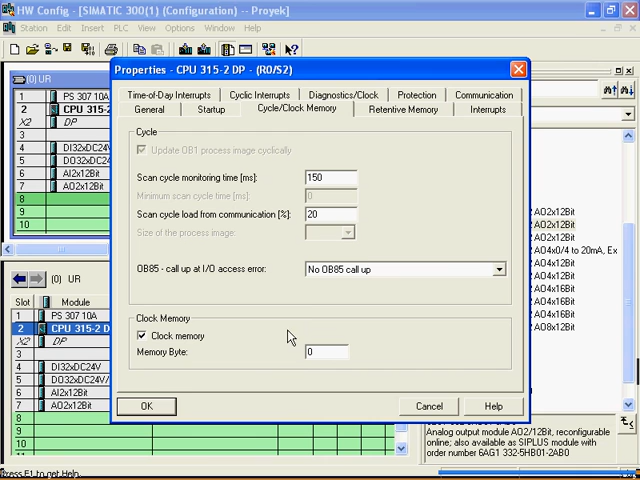 HW Config - [SIMATIC 300(1) (Configuration) -- Proyek]
Station Edit Insert PLC View Options Window Help
(0) UR
1 PS 307 10A
2 CPU 315-2
X2 DP
3
4 DI32xDC24V
5 DO32xDC24V
6 AI2x12Bit
7 AO2x12Bit
8
9
10
(0) UR
Slot Module
1 PS 307 10A
2 CPU 315-2 D
X2 DP
3
4 DI32xDC24V
5 DO32xDC24V/
6 AI2x12Bit
7 AO2x12Bit
8
9
10
11
Properties - CPU 315-2 DP - (R0/S2)
Time-of-Day Interrupts Cyclic Interrupts Diagnostics/Clock Protection Communication
General Startup Cycle/Clock Memory Retentive Memory Interrupts
Cycle
Update OB1 process image cyclically
Scan cycle monitoring time [ms]: 150
Minimum scan cycle time [ms]: 0
Scan cycle load from communication [%]: 20
Size of the process image:
OB85 - call up at I/O access error: No OB85 call up
Clock Memory
Clock memory
Memory Byte: 0
OK Cancel Help
2 AO2x12Bit
2 AO2x12Bit
AO2x12Bit
AO4x0/4 to 20mA, Ex
AO4x12Bit
AO4x12Bit
AO4x16Bit
AO4x16Bit
AO8x12Bit
6ES7 332-5HB01-0AB0
Analog output module AO2/12Bit, reconfigurable
online; also available as SIPLUS module with
order number 6AG1 332-5HB01-2AB0
Press F1 to get Help.